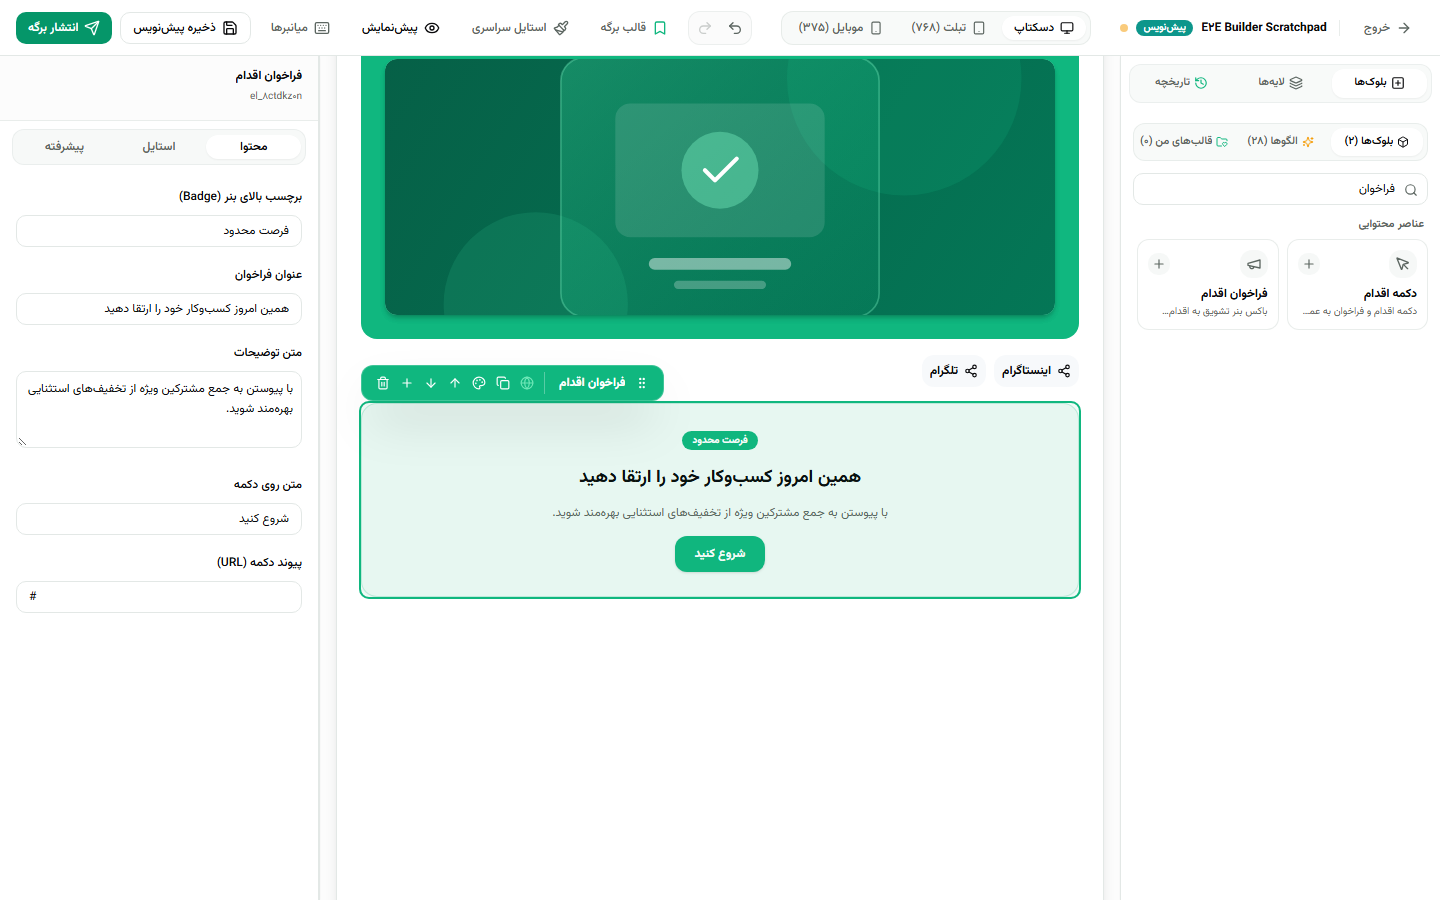 خروج
E۲E Builder Scratchpad
پیش‌نویس
دسکتاپ
تبلت (۷۶۸)
موبایل (۳۷۵)
قالب برگه
استایل سراسری
پیش‌نمایش
میانبرها
ذخیره پیش‌نویس
انتشار برگه
بلوک‌ها
لایه‌ها
تاریخچه
بلوک‌ها (۲)
الگوها (۲۸)
قالب‌های من (۰)
فراخوان
عناصر محتوایی
دکمه اقدام
دکمه اقدام و فراخوان به عمـ...
فراخوان اقدام
باکس بنر تشویق به اقدام...
اینستاگرام
تلگرام
فراخوان اقدام
فرصت محدود
همین امروز کسب‌وکار خود را ارتقا دهید
با پیوستن به جمع مشترکین ویژه از تخفیف‌های استثنایی بهره‌مند شوید.
شروع کنید
فراخوان اقدام
el_۸ctdkz۰n
محتوا
استایل
پیشرفته
برچسب بالای بنر (Badge)
فرصت محدود
عنوان فراخوان
همین امروز کسب‌وکار خود را ارتقا دهید
متن توضیحات
با پیوستن به جمع مشترکین ویژه از تخفیف‌های استثنایی
بهره‌مند شوید.
متن روی دکمه
شروع کنید
پیوند دکمه (URL)
#